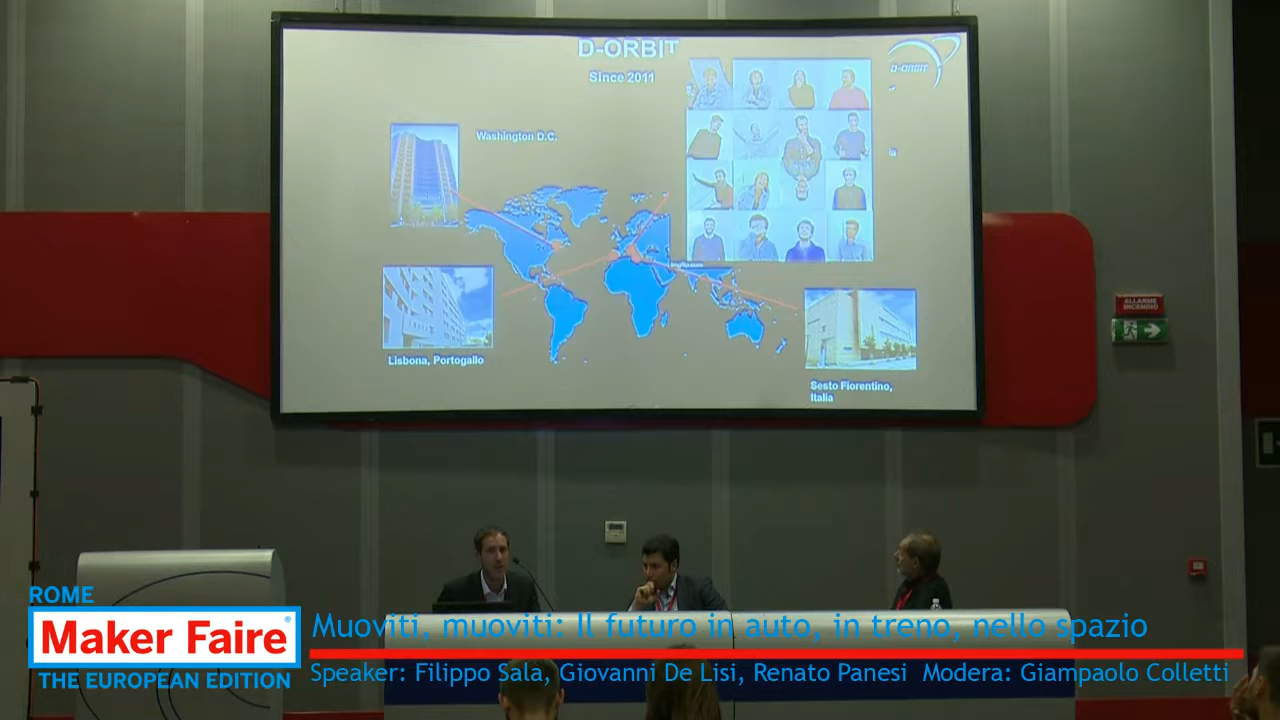 D-ORBIT
Since 2011
D-ORBIT
Washington D.C.
Lisbona, Portogallo
Sesto Fiorentino,
Italia
ALLARME
INCENDIO
ROME
Maker Faire®
THE EUROPEAN EDITION
Muoviti, muoviti: Il futuro in auto, in treno, nello spazio
Speaker: Filippo Sala, Giovanni De Lisi, Renato Panesi Modera: Giampaolo Colletti